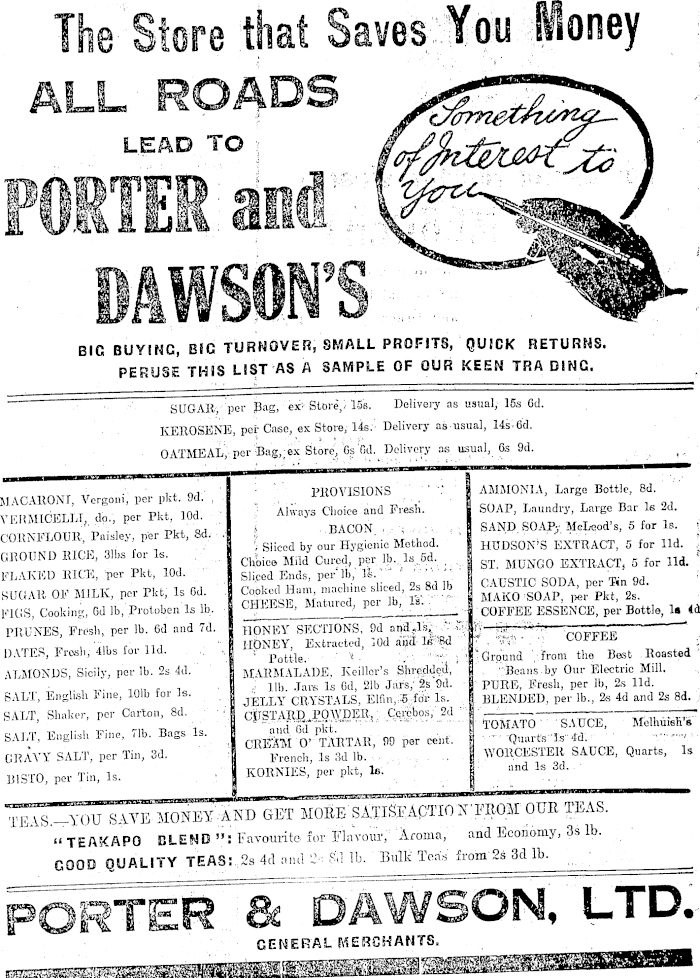 The Store that Saves You Money
ALL ROADS
LEAD TO
PORTER and
DAWSON'S
Something
of Interest to
You
BIG BUYING, BIG TURNOVER, SMALL PROFITS, QUICK RETURNS.
PERUSE THIS LIST AS A SAMPLE OF OUR KEEN TRADING.
SUGAR, per Bag, ex Store, 15s. Delivery as usual, 15s 6d.
KEROSENE, per Case, ex Store, 14s. Delivery as usual, 14s 6d.
OATMEAL, per Bag, ex Store, 6s 6d. Delivery as usual, 6s 9d.
MACARONI, Vergoni, per pkt. 9d.
VERMICELLI, do., per Pkt, 10d.
CORNFLOUR, Paisley, per Pkt, 8d.
GROUND RICE, 3lbs for 1s.
FLAKED RICE, per Pkt, 10d.
SUGAR OF MILK, per Pkt, 1s 6d.
FIGS, Cooking, 6d lb, Protoben 1s lb.
PRUNES, Fresh, per lb. 6d and 7d.
DATES, Fresh, 4lbs for 11d.
ALMONDS, Sicily, per lb. 2s 4d.
SALT, English Fine, 10lb for 1s.
SALT, Shaker, per Carton, 8d.
SALT, English Fine, 7lb. Bags 1s.
GRAVY SALT, per Tin, 3d.
BISTO, per Tin, 1s.
PROVISIONS
Always Choice and Fresh.
BACON
Sliced by our Hygienic Method.
Choice Mild Cured, per lb. 1s 5d.
Sliced Ends, per lb, 1s.
Cooked Ham, machine sliced, 2s 8d lb
CHEESE, Matured, per lb, 1s.
HONEY SECTIONS, 9d and 1s,
HONEY, Extracted, 10d and 1s 8d
Pottle.
MARMALADE, Keiller's Shredded,
1lb. Jars 1s 6d, 2lb Jars, 2s 9d.
JELLY CRYSTALS, Elfin, 5 for 1s.
CUSTARD POWDER, Cerebos, 2d
and 6d pkt.
CREAM O' TARTAR, 99 per cent.
French, 1s 3d lb.
KORNIES, per pkt, 1s.
AMMONIA, Large Bottle, 8d.
SOAP, Laundry, Large Bar 1s 2d.
SAND SOAP, McLeod's, 5 for 1s.
HUDSON'S EXTRACT, 5 for 11d.
ST. MUNGO EXTRACT, 5 for 11d.
CAUSTIC SODA, per Tin 9d.
MAKO SOAP, per Pkt, 2s.
COFFEE ESSENCE, per Bottle, 1s 4d
COFFEE
Ground from the Best Roasted
Beans by Our Electric Mill.
PURE, Fresh, per lb, 2s 11d.
BLENDED, per lb., 2s 4d and 2s 8d.
TOMATO SAUCE, Melhuish's
Quarts 1s 4d.
WORCESTER SAUCE, Quarts, 1s
and 1s 3d.
TEAS.—YOU SAVE MONEY AND GET MORE SATISFACTION FROM OUR TEAS.
"TEAKAPO BLEND": Favourite for Flavour, Aroma, and Economy, 3s lb.
GOOD QUALITY TEAS: 2s 4d and 2s 8d lb. Bulk Teas from 2s 3d lb.
PORTER & DAWSON, LTD.
GENERAL MERCHANTS.